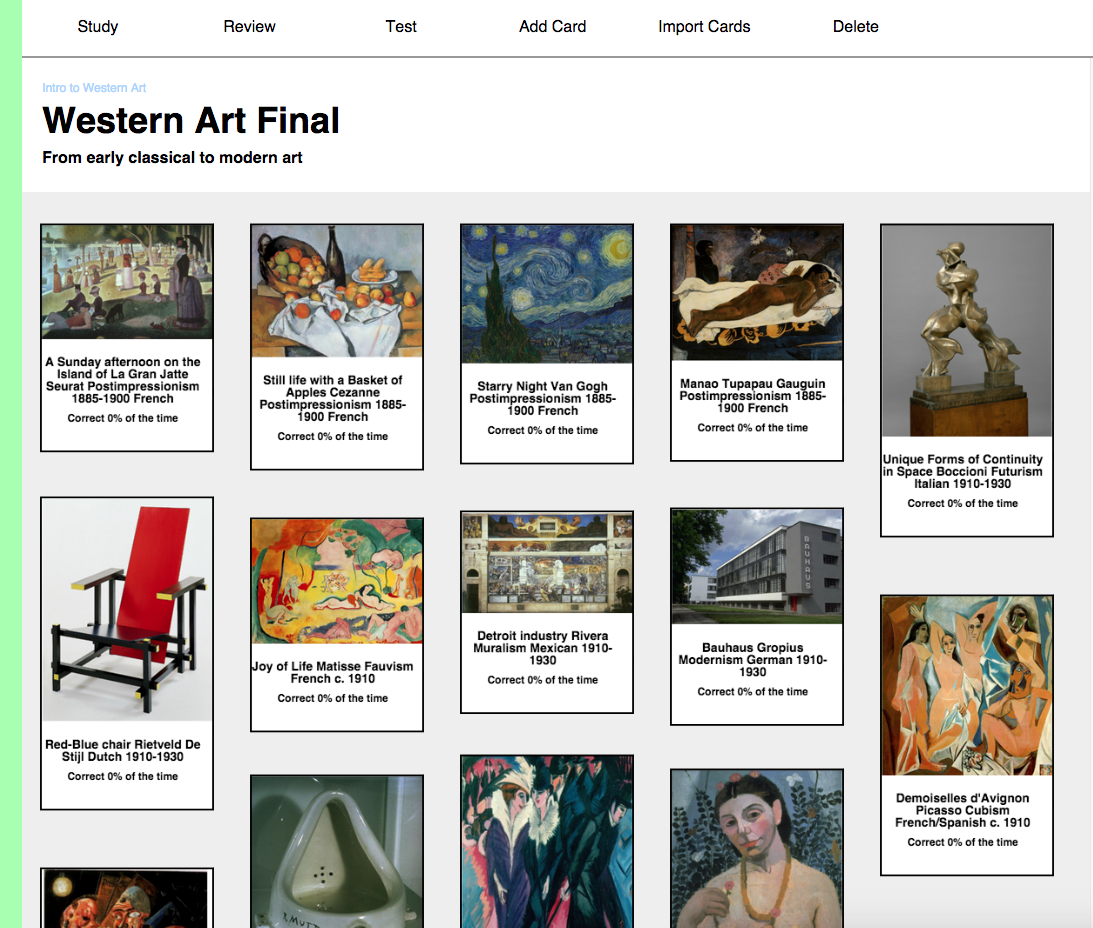 Study Review Test Add Card Import Cards Delete
Intro to Western Art
Western Art Final
From early classical to modern art
A Sunday afternoon on the
Island of La Gran Jatte
Seurat Postimpressionism
1885-1900 French
Correct 0% of the time
Still life with a Basket of
Apples Cezanne
Postimpressionism 1885-
1900 French
Correct 0% of the time
Starry Night Van Gogh
Postimpressionism 1885-
1900 French
Correct 0% of the time
Manao Tupapau Gauguin
Postimpressionism 1885-
1900 French
Correct 0% of the time
Unique Forms of Continuity
in Space Boccioni Futurism
Italian 1910-1930
Correct 0% of the time
Red-Blue chair Rietveld De
Stijl Dutch 1910-1930
Correct 0% of the time
Joy of Life Matisse Fauvism
French c. 1910
Correct 0% of the time
Detroit industry Rivera
Muralism Mexican 1910-
1930
Correct 0% of the time
BAUHAUS
Bauhaus Gropius
Modernism German 1910-
1930
Correct 0% of the time
Demoiselles d'Avignon
Picasso Cubism
French/Spanish c. 1910
Correct 0% of the time
R.MUTT